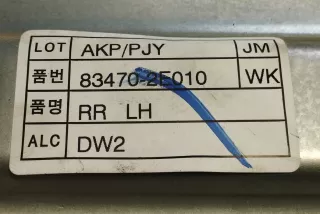 LOT AKP/PJY JM
품번 83470-2E010 WK
품명 RR LH
ALC DW2